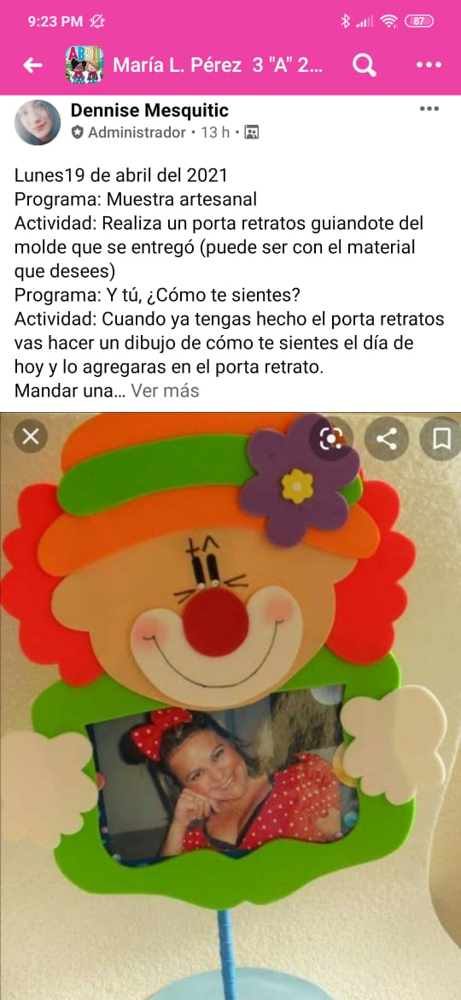 9:23 PM
87
María L. Pérez 3 "A" 2...
ABRIL
Dennise Mesquitic
Administrador • 13 h •
Lunes19 de abril del 2021
Programa: Muestra artesanal
Actividad: Realiza un porta retratos guiandote del
molde que se entregó (puede ser con el material
que desees)
Programa: Y tú, ¿Cómo te sientes?
Actividad: Cuando ya tengas hecho el porta retratos
vas hacer un dibujo de cómo te sientes el día de
hoy y lo agregaras en el porta retrato.
Mandar una... Ver más